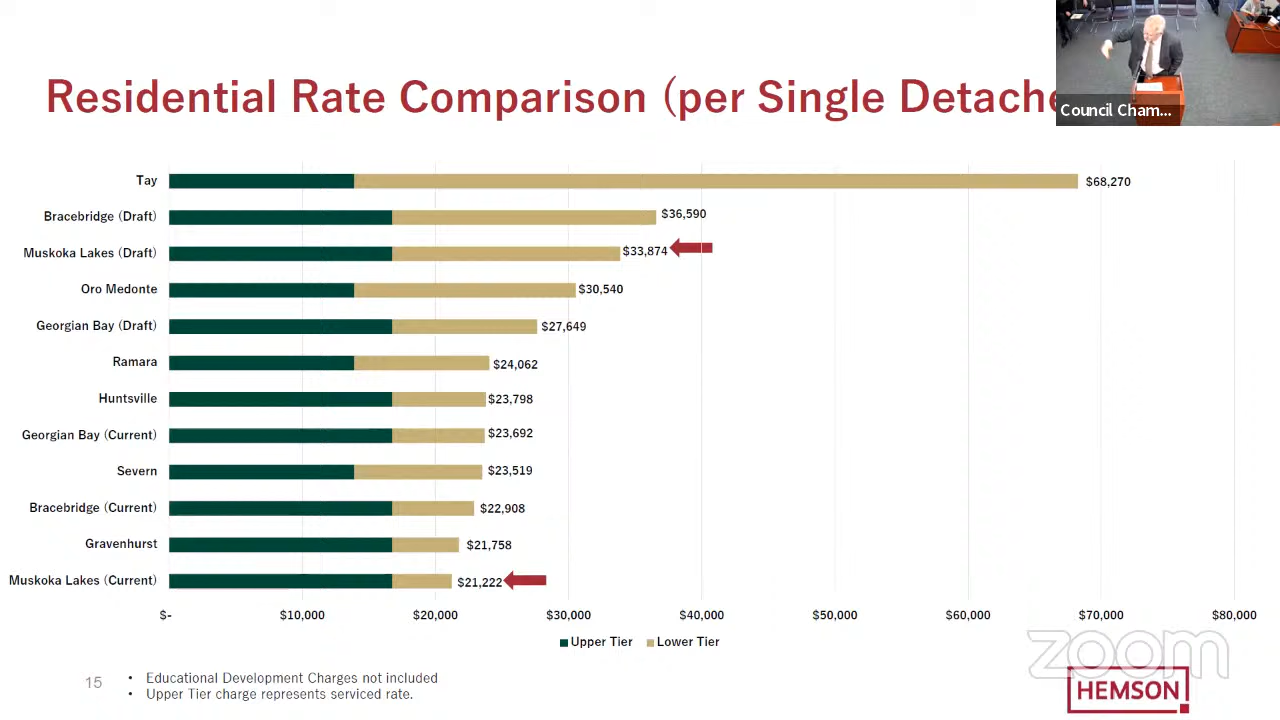 Residential Rate Comparison (per Single Detache
Council Cham...
Tay
$68,270
Bracebridge (Draft)
$36,590
Muskoka Lakes (Draft)
$33,874
Oro Medonte
$30,540
Georgian Bay (Draft)
$27,649
Ramara
$24,062
Huntsville
$23,798
Georgian Bay (Current)
$23,692
Severn
$23,519
Bracebridge (Current)
$22,908
Gravenhurst
$21,758
Muskoka Lakes (Current)
$21,222
$- $10,000 $20,000 $30,000 $40,000 $50,000 $60,000 $70,000 $80,000
Upper Tier Lower Tier
zoom
15
• Educational Development Charges not included
• Upper Tier charge represents serviced rate.
HEMSON